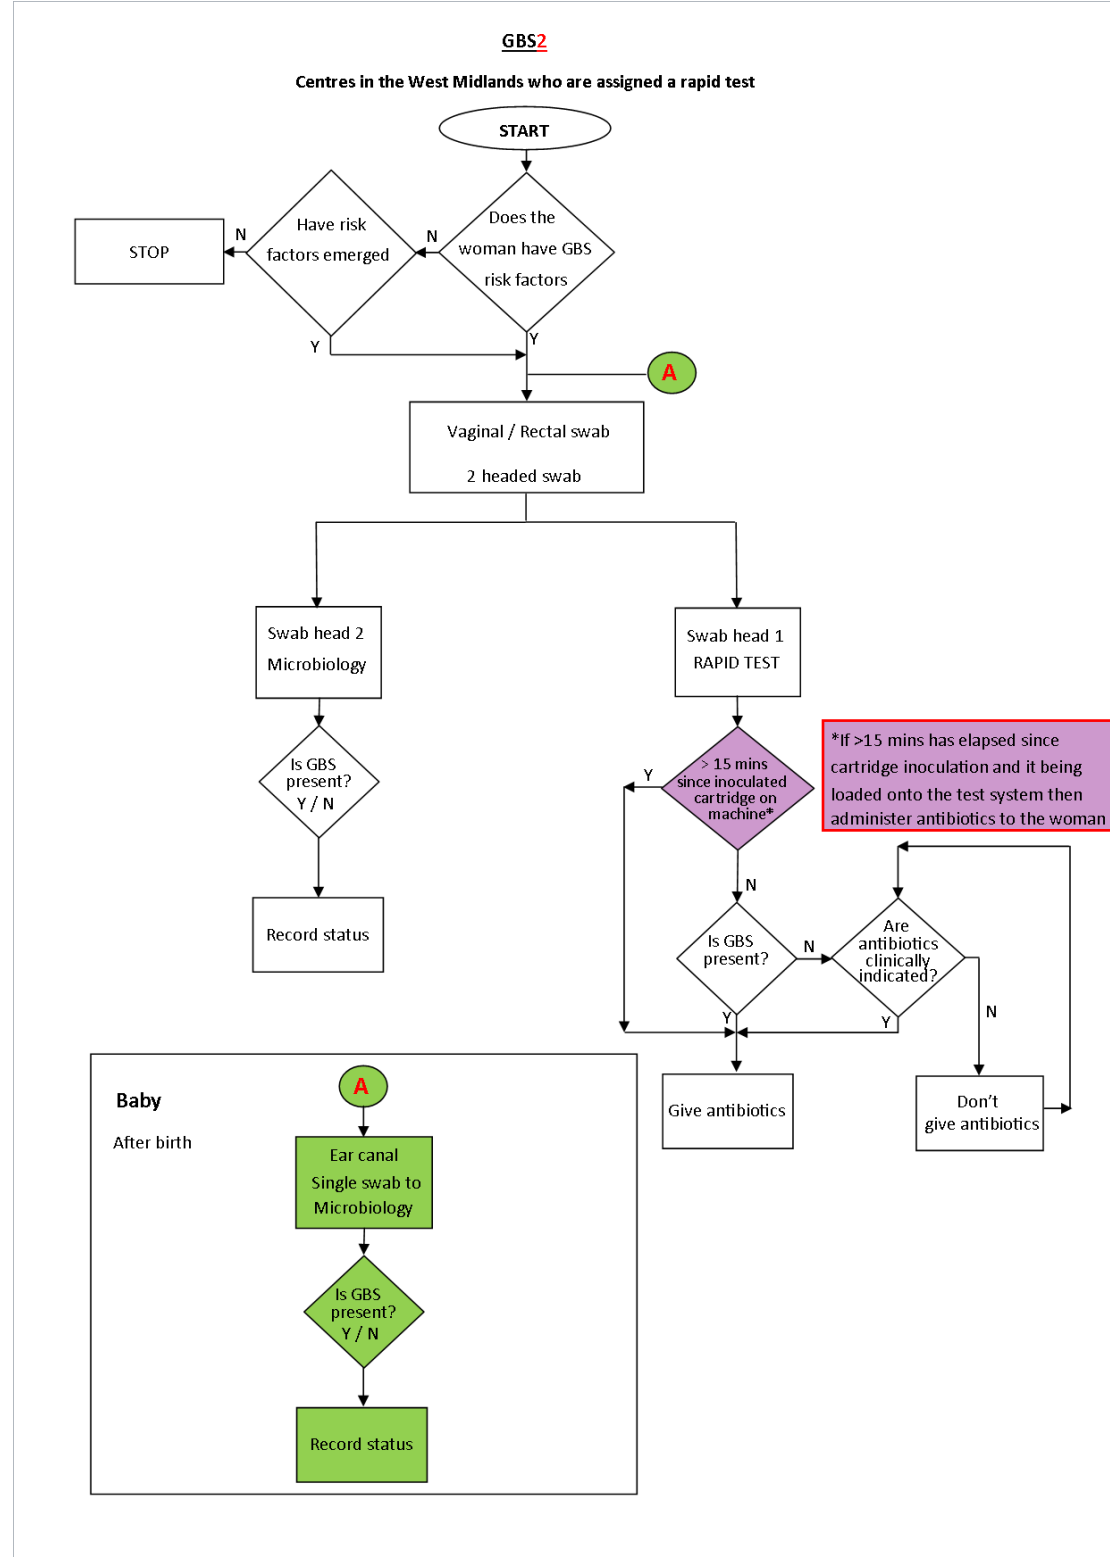 GBS2
Centres in the West Midlands who are assigned a rapid test
START
Does the
woman have GBS
risk factors
N
Have risk
factors emerged
N
STOP
Y
Y
A
Vaginal / Rectal swab
2 headed swab
Swab head 2
Microbiology
Is GBS
present?
Y / N
Record status
Swab head 1
RAPID TEST
> 15 mins
since inoculated
cartridge on
machine*
Y
N
*If >15 mins has elapsed since
cartridge inoculation and it being
loaded onto the test system then
administer antibiotics to the woman
Is GBS
present?
N
Y
Are
antibiotics
clinically
indicated?
Y
N
Give antibiotics
Don't
give antibiotics
Baby
After birth
A
Ear canal
Single swab to
Microbiology
Is GBS
present?
Y / N
Record status